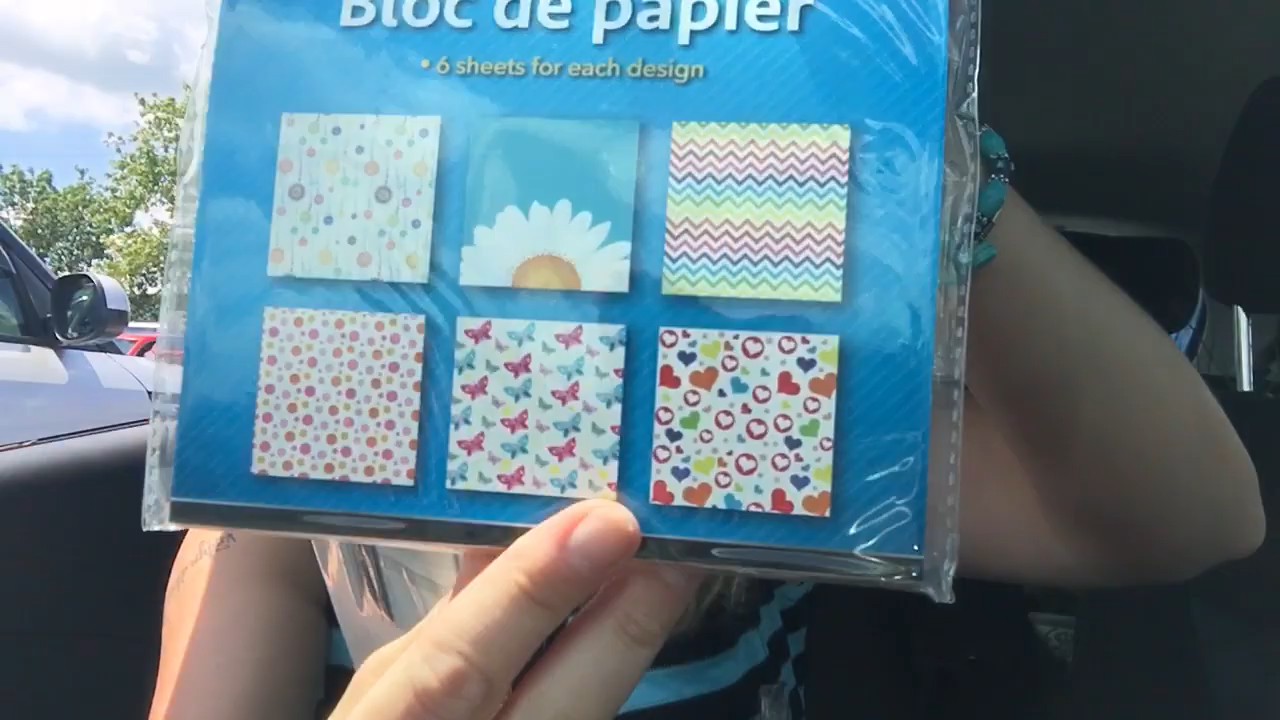 Bloc de papier
• 6 sheets for each design